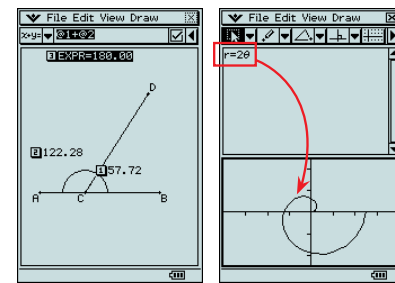 File Edit View Draw
x+y= @1+@2
3 EXPR=180.00
D
2 122.28
1 57.72
A C B
File Edit View Draw
r=2θ